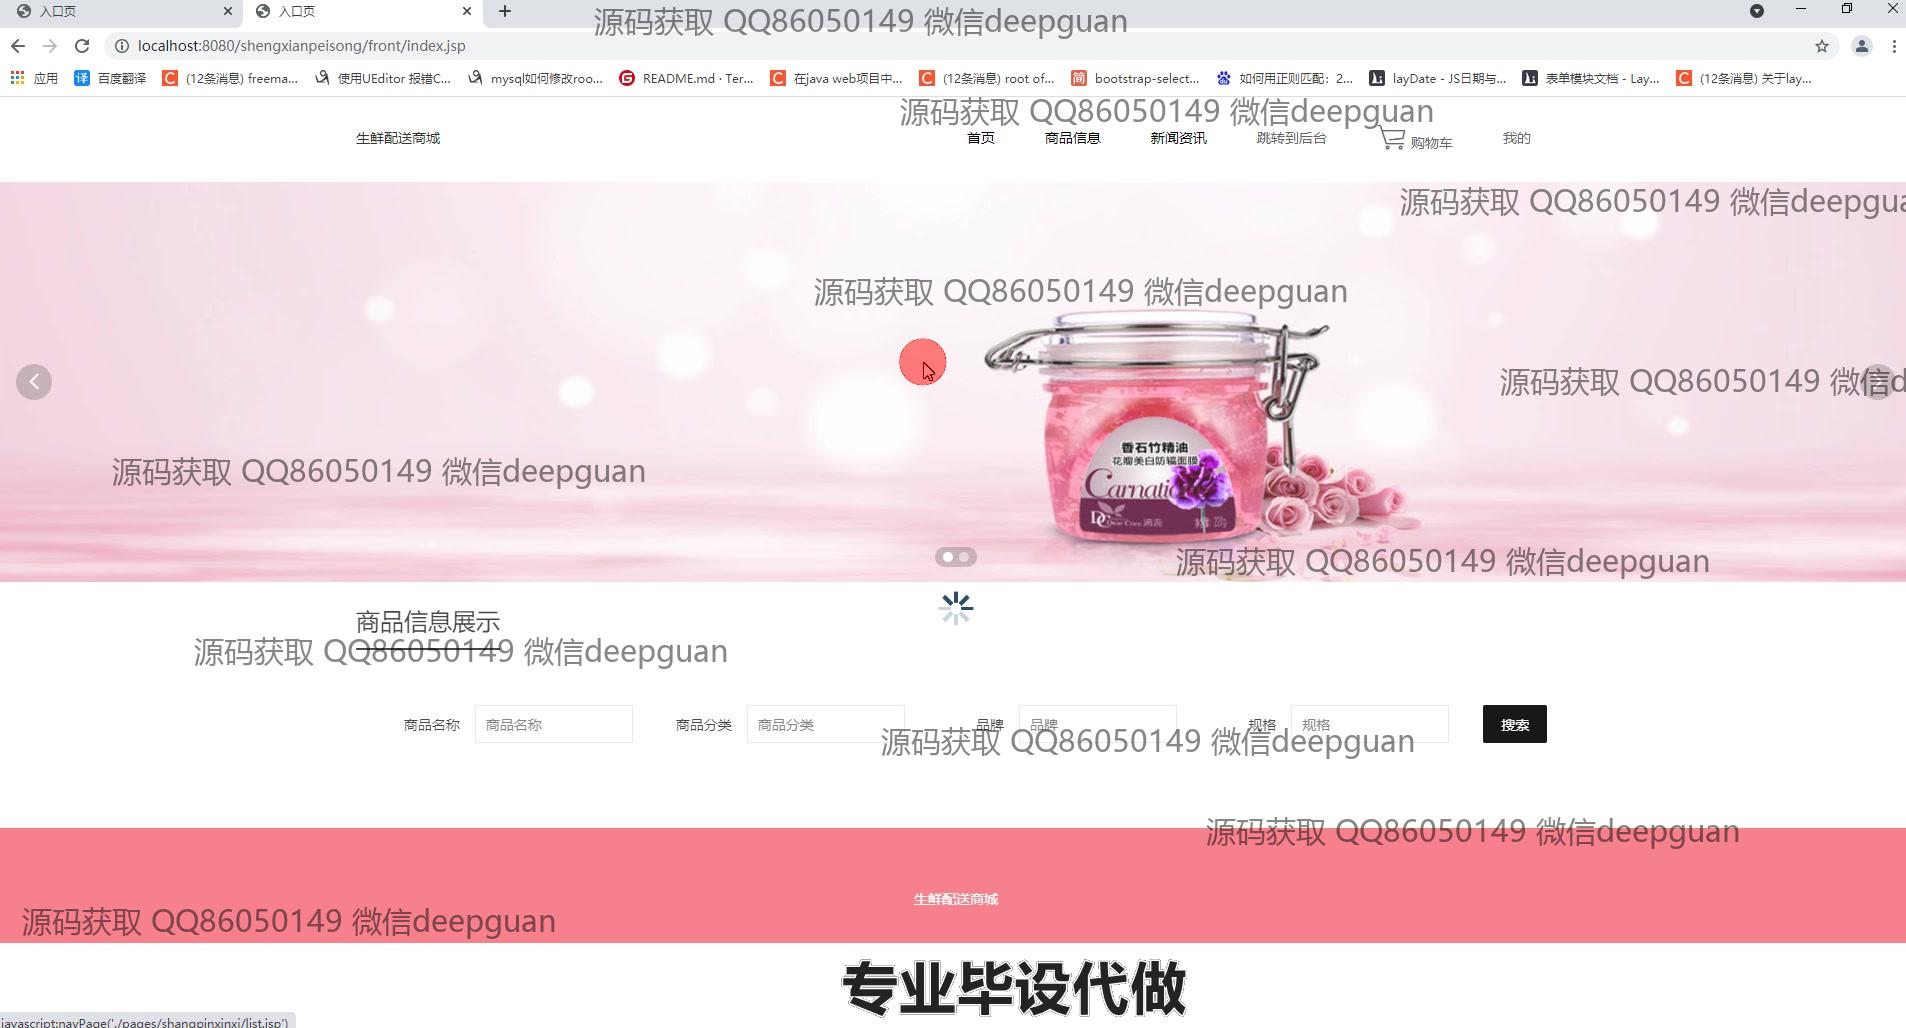 入口页
入口页
源码获取 QQ86050149 微信deepguan
localhost:8080/shengxianpeisong/front/index.jsp
应用
译 百度翻译
C (12条消息) freema...
使用UEditor 报错C...
mysql如何修改roo...
G README.md · Ter...
C 在java web项目中...
C (12条消息) root of...
简 bootstrap-select...
如何用正则匹配：2...
layDate - JS日期与...
表单模块文档 - Lay...
C (12条消息) 关于lay...
源码获取 QQ86050149 微信deepguan
生鲜配送商城
首页
商品信息
新闻资讯
跳转到后台
购物车
我的
源码获取 QQ86050149 微信deepgua
源码获取 QQ86050149 微信deepguan
源码获取 QQ86050149 微信d
香石竹精油
花瓣美白防辐面膜
Carnati
DC
源码获取 QQ86050149 微信deepguan
源码获取 QQ86050149 微信deepguan
商品信息展示
源码获取 QQ86050149 微信deepguan
商品名称 商品名称
商品分类 商品分类
品牌 品牌
规格 规格
搜索
源码获取 QQ86050149 微信deepguan
源码获取 QQ86050149 微信deepguan
生鲜配送商城
源码获取 QQ86050149 微信deepguan
专业毕设代做
javascript:navPage('./pages/shangpinxinxi/list.jsp')